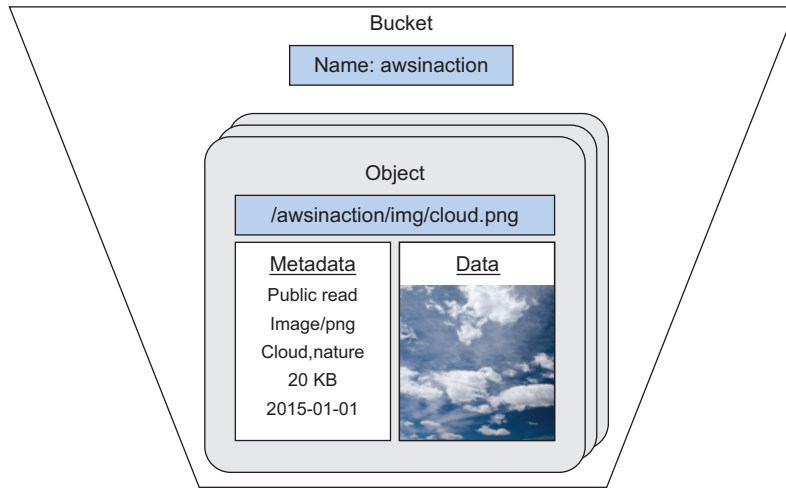 Bucket
Name: awsinaction
Object
/awsinaction/img/cloud.png
Metadata
Public read
Image/png
Cloud,nature
20 KB
2015-01-01
Data